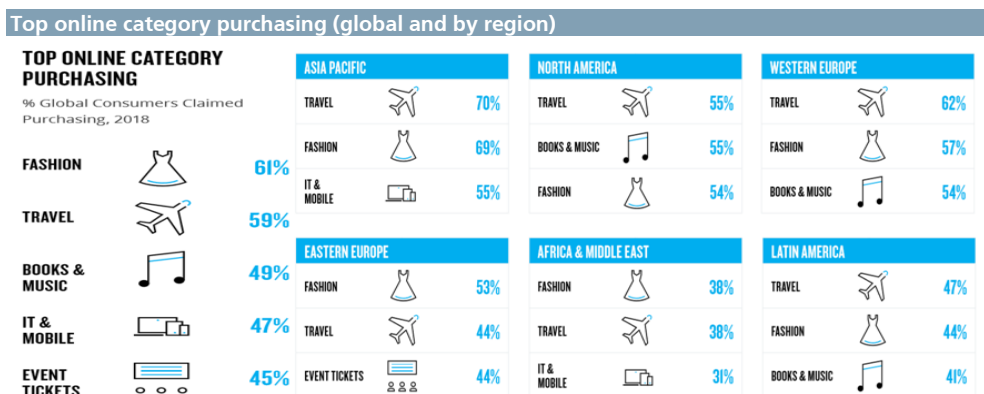 Top online category purchasing (global and by region)
TOP ONLINE CATEGORY
PURCHASING
% Global Consumers Claimed
Purchasing, 2018
FASHION
61%
TRAVEL
59%
BOOKS &
MUSIC
49%
IT &
MOBILE
47%
EVENT
TICKETS
45%
ASIA PACIFIC
TRAVEL
70%
FASHION
69%
IT &
MOBILE
55%
NORTH AMERICA
TRAVEL
55%
BOOKS & MUSIC
55%
FASHION
54%
WESTERN EUROPE
TRAVEL
62%
FASHION
57%
BOOKS & MUSIC
54%
EASTERN EUROPE
FASHION
53%
TRAVEL
44%
EVENT TICKETS
44%
AFRICA & MIDDLE EAST
FASHION
38%
TRAVEL
38%
IT &
MOBILE
31%
LATIN AMERICA
TRAVEL
47%
FASHION
44%
BOOKS & MUSIC
41%